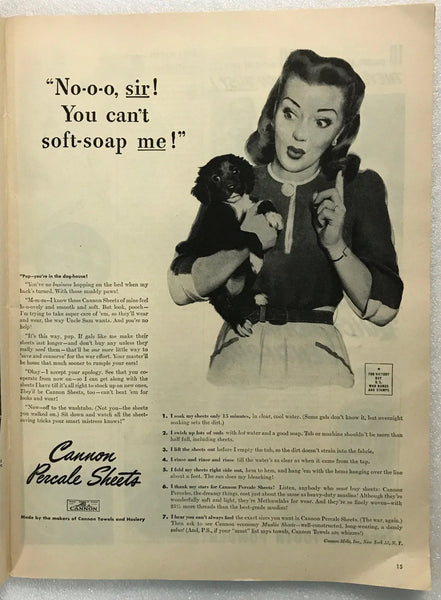 “No-o-o, sir!
You can’t
soft-soap me!”
“Pup—you’re in the dog-house!
“You’re no business hopping on the bed when my
back’s turned. With those muddy paws!
“M-m-m—I know those Cannon Sheets of mine feel
lo-ovely and smooth and soft. But look, pooch—
I’m trying to take super care of ’em, so they’ll wear
and wear, the way Uncle Sam wants. And you’re no
help!
“It’s this way, pup. If gals like me make their
sheets last longer—and don’t buy any unless they
really need them—that’ll be one more little way to
‘save and conserve’ for the war effort. Your master’ll
be home that much sooner to rumple your ears!
“Okay—I accept your apology. See that you co-
operate from now on—so I can get along with the
sheets I have till it’s all right to stock up on new ones.
They’ll be Cannon Sheets, too—can’t beat ’em for
looks and wear!
“Now—off to the washtubs. (Not you—the sheets
you walked on.) Sit down and watch all the sheet-
saving tricks your smart mistress knows!”
Cannon
Percale Sheets
CANNON
Made by the makers of Cannon Towels and Hosiery
FOR VICTORY
BUY
U.S.
WAR BONDS
AND STAMPS
1. I soak my sheets only 15 minutes, in clear, cool water. (Some gals don’t know it, but overnight
soaking sets the dirt.)
2. I swish up lots of suds with hot water and a good soap. Tub or machine shouldn’t be more than
half full, including sheets.
3. I lift the sheets out before I empty the tub, so the dirt doesn’t strain into the fabric.
4. I rinse and rinse and rinse till the water’s as clear as when it came from the tap.
5. I fold my sheets right side out, hem to hem, and hang ’em with the hems hanging over the line
about a foot. The sun does my bleaching!
6. I thank my stars for Cannon Percale Sheets! Listen, anybody who must buy sheets: Cannon
Percales, the dreamy things, cost just about the same as heavy-duty muslins! Although they’re
wonderfully soft and light, they’re Methuselahs for wear. And they’re so finely woven—with
25% more threads than the best-grade muslins!
7. I hear you can’t always find the exact sizes you want in Cannon Percale Sheets. (The war, again.)
Then ask to see Cannon economy Muslin Sheets—well-constructed, long-wearing, a dandy
value! (And, P.S., if your “must” list says towels, Cannon Towels are whizzes!)
Cannon Mills, Inc., New York 13, N. Y.
15